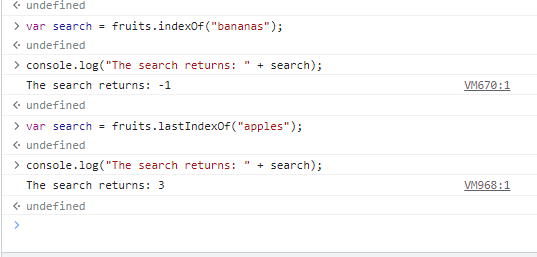 undefined
var search = fruits.indexOf("bananas");
undefined
console.log("The search returns: " + search);
The search returns: -1 VM670:1
undefined
var search = fruits.lastIndexOf("apples");
undefined
console.log("The search returns: " + search);
The search returns: 3 VM968:1
undefined